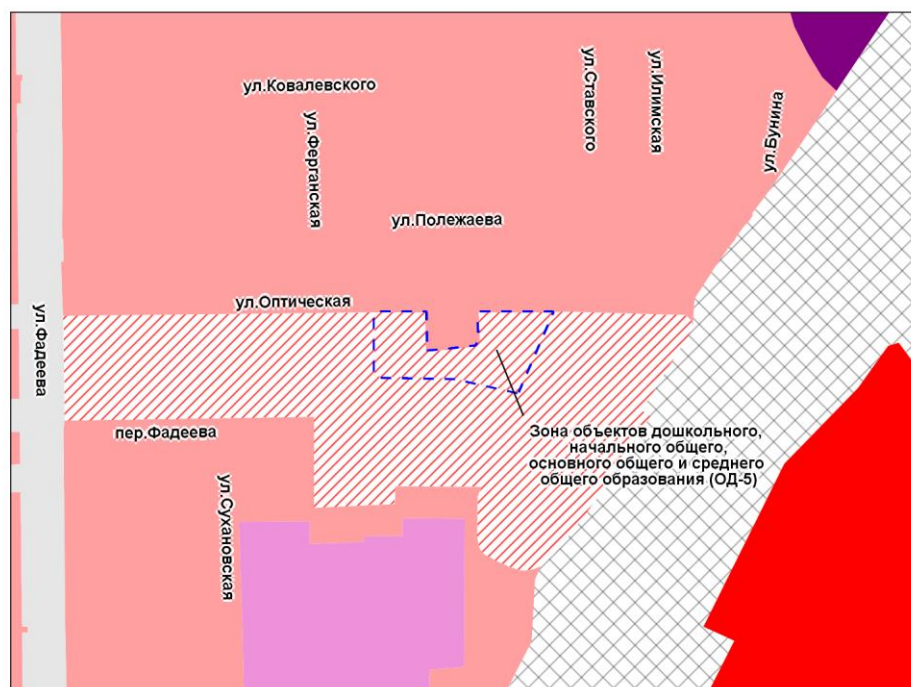 ул.Ковалевского
ул.Ферганская
ул.Ставского
ул.Илимская
ул.Бунина
ул.Полежаева
ул.Оптическая
ул.Фадеева
пер.Фадеева
Зона объектов дошкольного,
начального общего,
основного общего и среднего
общего образования (ОД-5)
ул.Сухановская